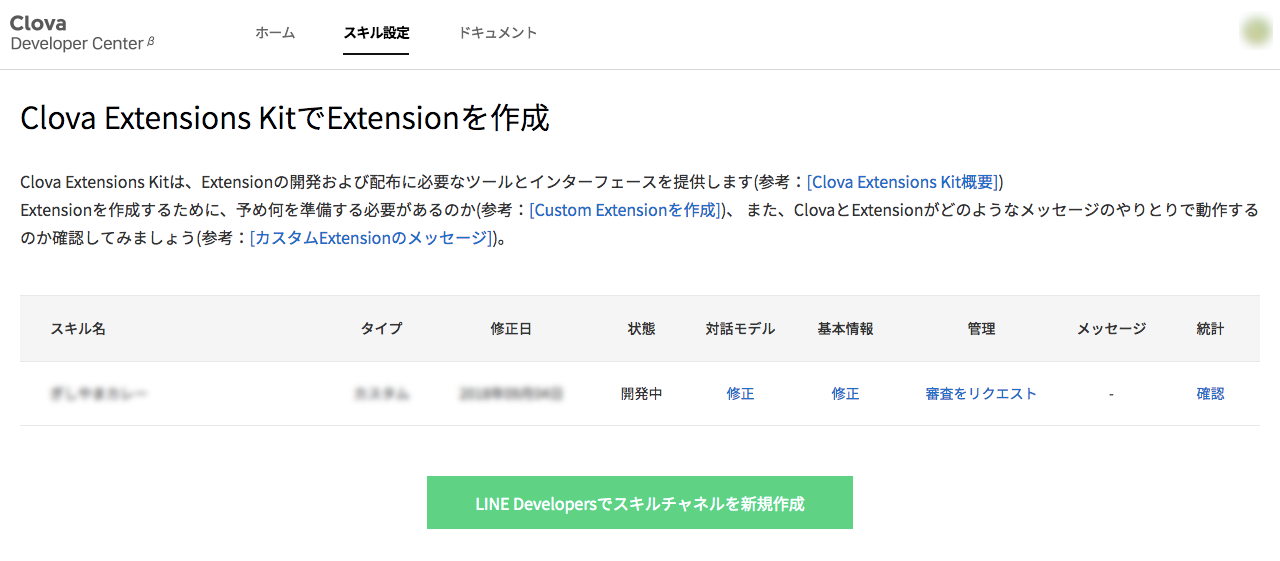 Clova
Developer Center β
ホーム
スキル設定
ドキュメント
Clova Extensions KitでExtensionを作成
Clova Extensions Kitは、Extensionの開発および配布に必要なツールとインターフェースを提供します(参考：[Clova Extensions Kit概要])
Extensionを作成するために、予め何を準備する必要があるのか(参考：[Custom Extensionを作成])、 また、ClovaとExtensionがどのようなメッセージのやりとりで動作する
のか確認してみましょう(参考：[カスタムExtensionのメッセージ])。
スキル名 タイプ 修正日 状態 対話モデル 基本情報 管理 メッセージ 統計
開発中 修正 修正 審査をリクエスト - 確認
LINE Developersでスキルチャネルを新規作成